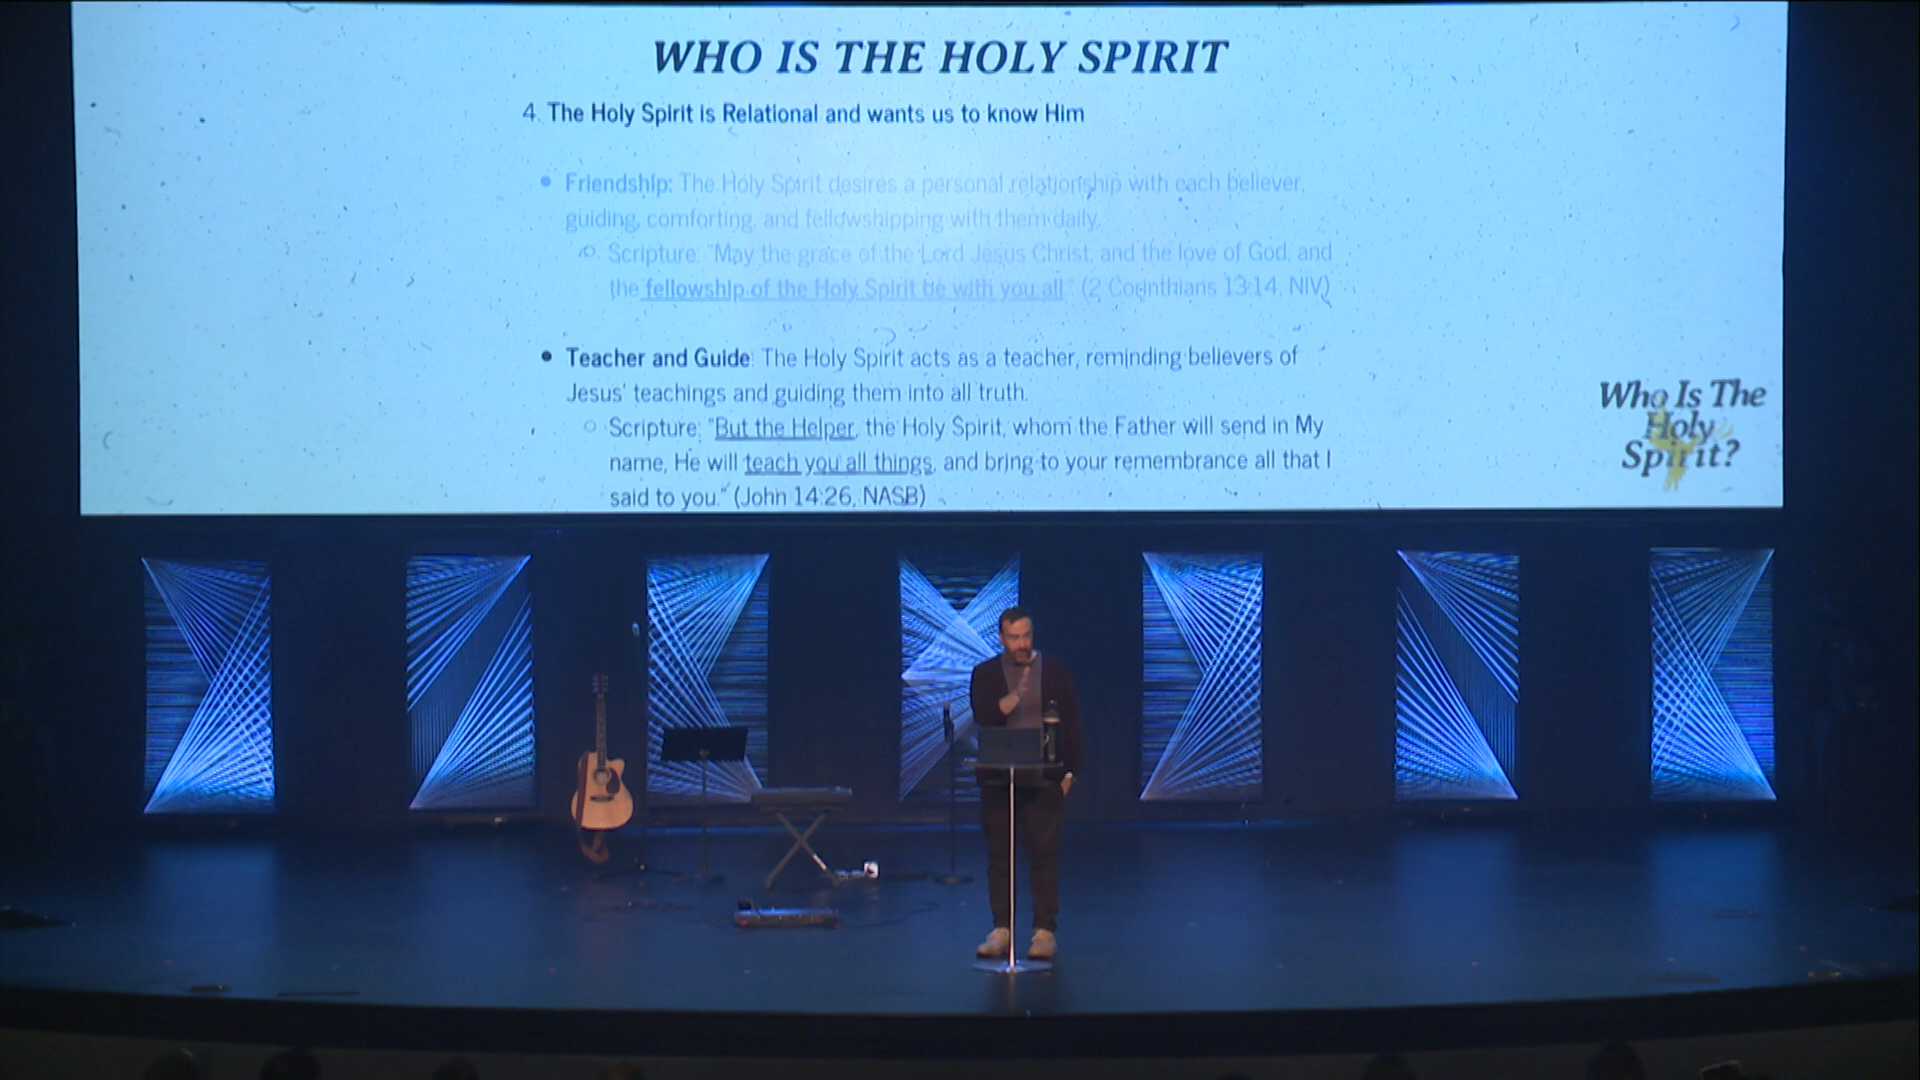 WHO IS THE HOLY SPIRIT
4. The Holy Spirit is Relational and wants us to know Him
• Friendship: The Holy Spirit desires a personal relationship with each believer,
guiding, comforting, and fellowshipping with them daily.
○ Scripture: "May the grace of the Lord Jesus Christ, and the love of God, and
the fellowship of the Holy Spirit be with you all." (2 Corinthians 13:14, NIV)
• Teacher and Guide: The Holy Spirit acts as a teacher, reminding believers of
Jesus' teachings and guiding them into all truth.
○ Scripture: "But the Helper, the Holy Spirit, whom the Father will send in My
name, He will teach you all things, and bring to your remembrance all that I
said to you." (John 14:26, NASB)
Who Is The
Holy
Spirit?